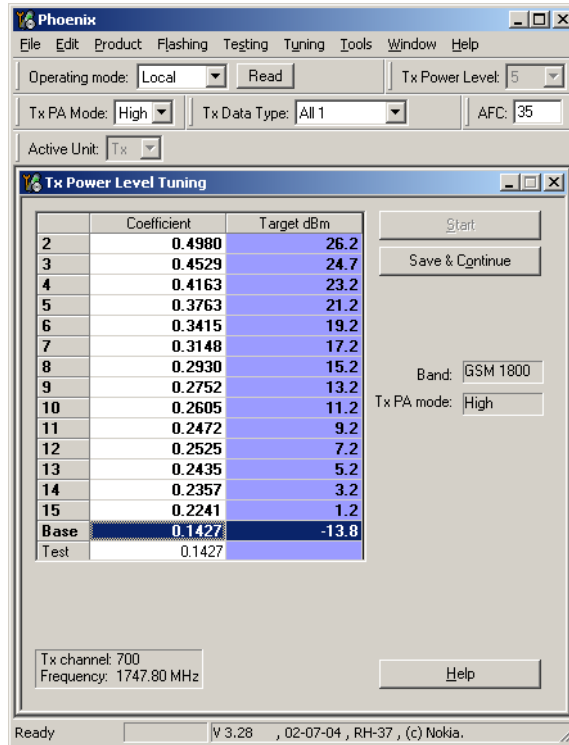 Phoenix
File Edit Product Flashing Testing Tuning Tools Window Help
Operating mode: Local Read Tx Power Level: 5
Tx PA Mode: High Tx Data Type: All 1 AFC: 35
Active Unit: Tx
Tx Power Level Tuning
Coefficient Target dBm
2 0.4980 26.2
3 0.4529 24.7
4 0.4163 23.2
5 0.3763 21.2
6 0.3415 19.2
7 0.3148 17.2
8 0.2930 15.2
9 0.2752 13.2
10 0.2605 11.2
11 0.2472 9.2
12 0.2525 7.2
13 0.2435 5.2
14 0.2357 3.2
15 0.2241 1.2
Base 0.1427 -13.8
Test 0.1427
Start
Save & Continue
Band: GSM 1800
Tx PA mode: High
Tx channel: 700
Frequency: 1747.80 MHz
Help
Ready V 3.28 , 02-07-04 , RH-37 , (c) Nokia.